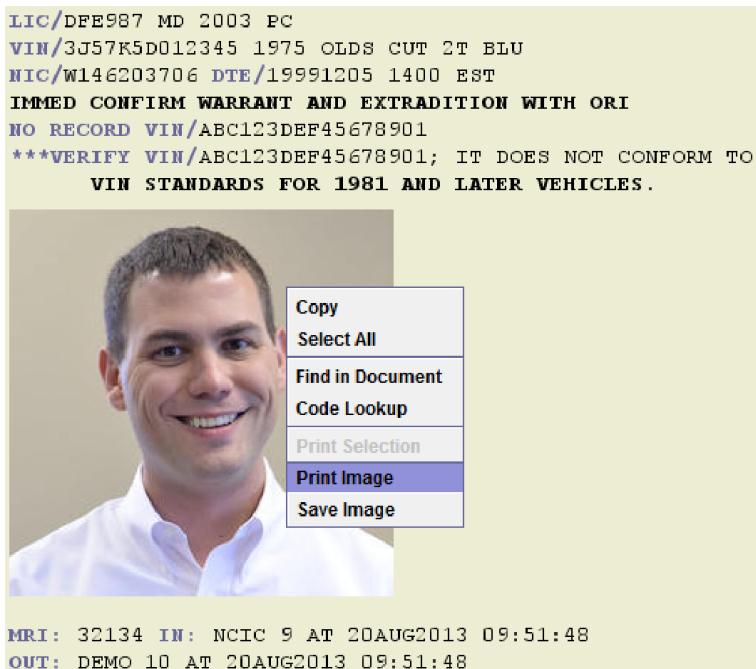 LIC/DFE987 MD 2003 PC
VIN/3J57K5D012345 1975 OLDS CUT 2T BLU
NIC/W146203706 DTE/19991205 1400 EST
IMMED CONFIRM WARRANT AND EXTRADITION WITH ORI
NO RECORD VIN/ABC123DEF45678901
***VERIFY VIN/ABC123DEF45678901; IT DOES NOT CONFORM TO
VIN STANDARDS FOR 1981 AND LATER VEHICLES.
Copy
Select All
Find in Document
Code Lookup
Print Selection
Print Image
Save Image
MRI: 32134 IN: NCIC 9 AT 20AUG2013 09:51:48
OUT: DEMO 10 AT 20AUG2013 09:51:48